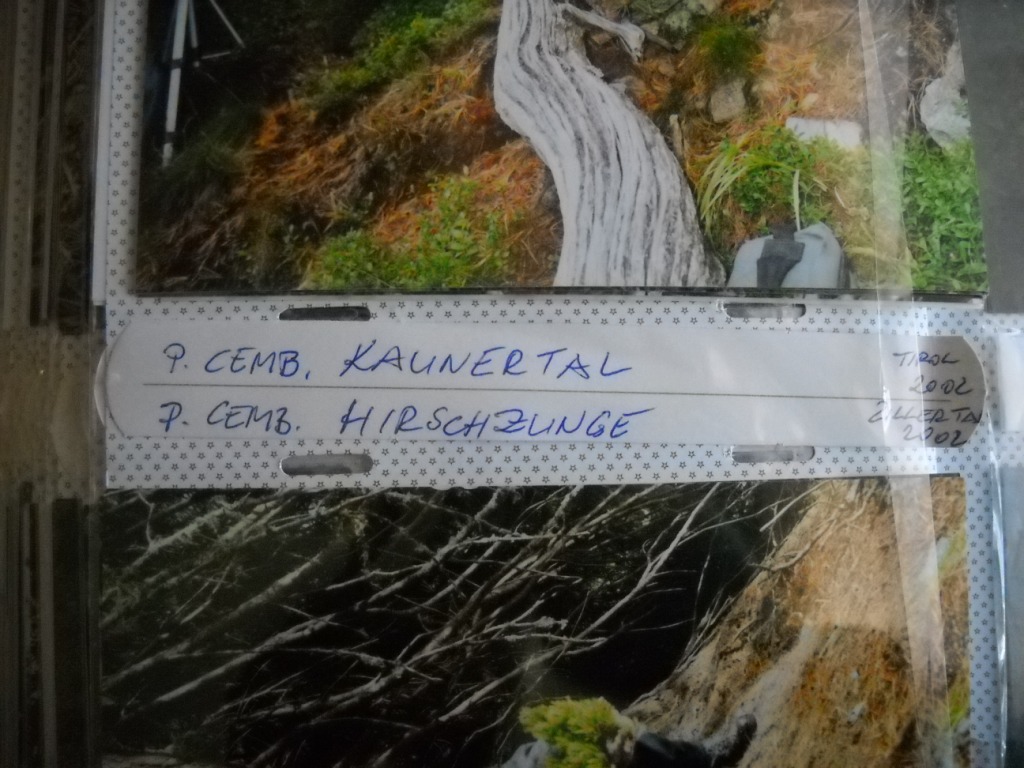 P. CEMB. KAUNERTAL
TIROL
2002
P. CEMB. HIRSCHZUNGE
ZILLERTAL
2002